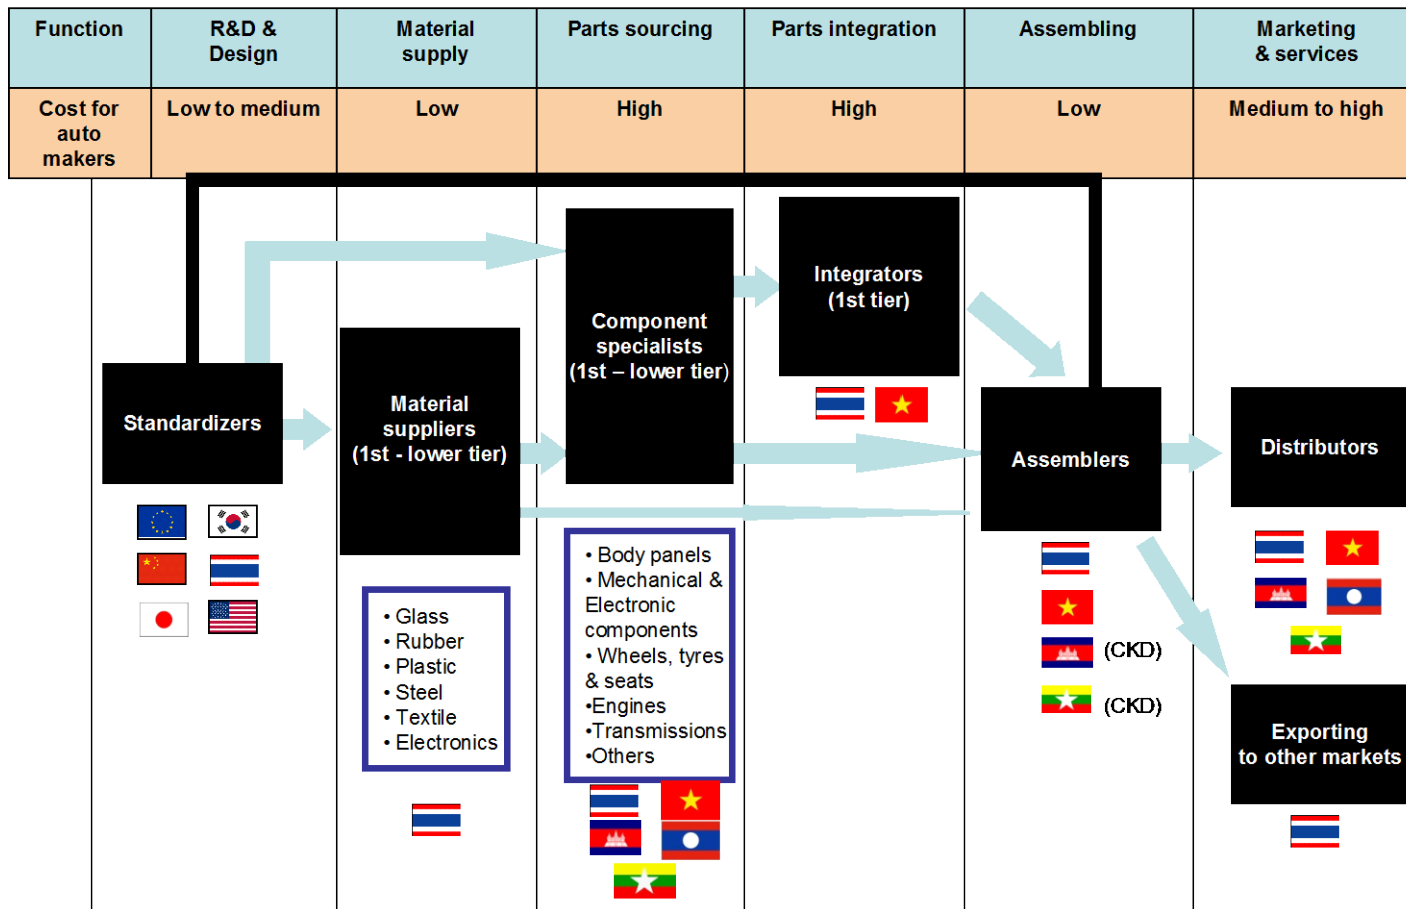 Function
R&D &
Design
Material
supply
Parts sourcing
Parts integration
Assembling
Marketing
& services
Cost for
auto
makers
Low to medium
Low
High
High
Low
Medium to high
Standardizers
Material
suppliers
(1st - lower tier)
Component
specialists
(1st – lower tier)
Integrators
(1st tier)
Assemblers
Distributors
Exporting
to other markets
• Glass
• Rubber
• Plastic
• Steel
• Textile
• Electronics
• Body panels
• Mechanical &
Electronic
components
• Wheels, tyres
& seats
•Engines
•Transmissions
•Others
(CKD)
(CKD)